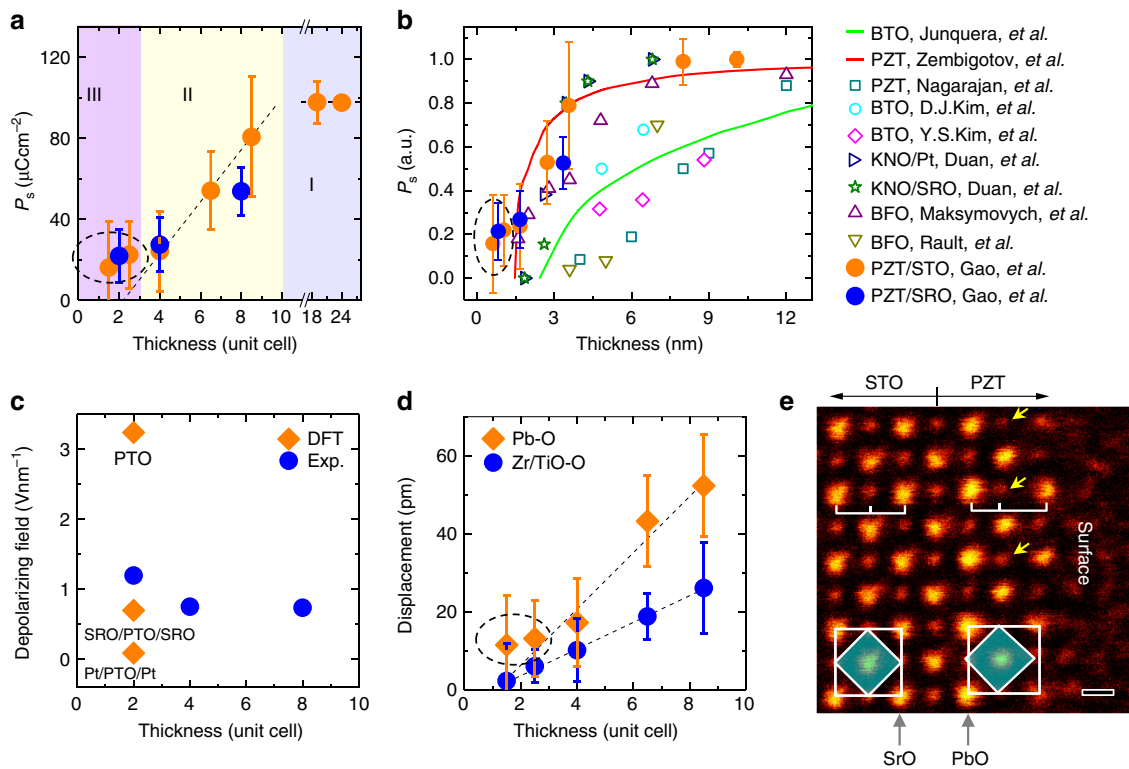 a
b
c
d
e
120
80
40
0
Ps (μCcm−2)
III
II
I
0 2 4 6 8 10 18 24
Thickness (unit cell)
1.0
0.8
0.6
0.4
0.2
0.0
Ps (a.u.)
0 3 6 9 12
Thickness (nm)
BTO, Junquera, et al.
PZT, Zembigotov, et al.
PZT, Nagarajan, et al.
BTO, D.J.Kim, et al.
BTO, Y.S.Kim, et al.
KNO/Pt, Duan, et al.
KNO/SRO, Duan, et al.
BFO, Maksymovych, et al.
BFO, Rault, et al.
PZT/STO, Gao, et al.
PZT/SRO, Gao, et al.
3
2
1
0
Depolarizing field (Vnm−1)
DFT
Exp.
PTO
SRO/PTO/SRO
Pt/PTO/Pt
0 2 4 6 8 10
Thickness (unit cell)
60
40
20
0
Displacement (pm)
Pb-O
Zr/TiO-O
0 2 4 6 8 10
Thickness (unit cell)
STO PZT
Surface
SrO PbO